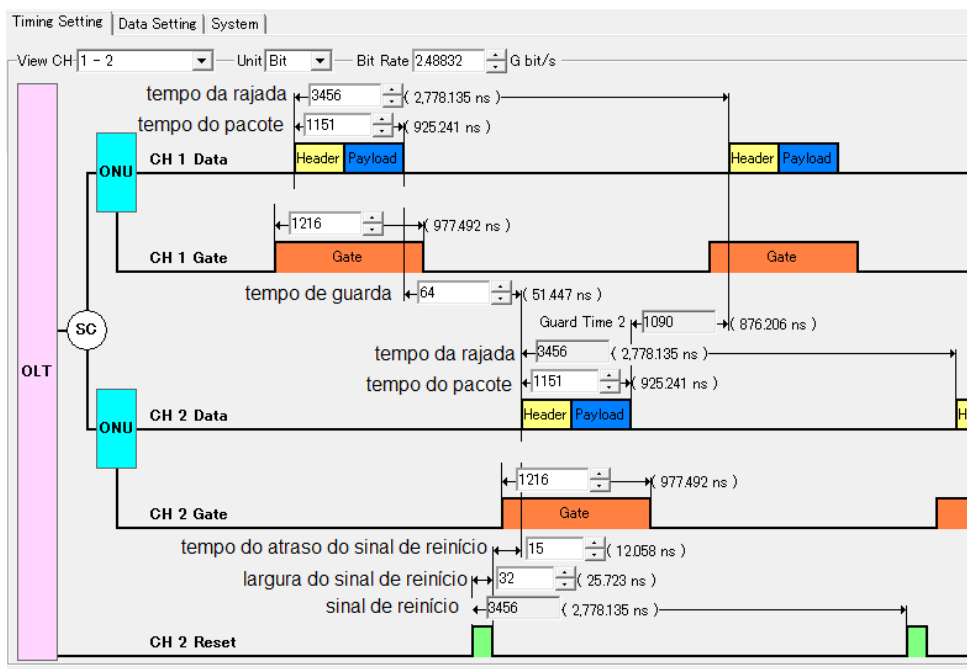 Timing Setting Data Setting System
View CH 1 - 2 Unit Bit Bit Rate 2.48832 G bit/s
tempo da rajada 3456 ( 2,778.135 ns )
tempo do pacote 1151 ( 925.241 ns )
ONU CH 1 Data Header Payload Header Payload
1216 ( 977.492 ns )
CH 1 Gate Gate Gate
tempo de guarda 64 ( 51.447 ns )
SC Guard Time 2 1090 ( 876.206 ns )
tempo da rajada 3456 ( 2,778.135 ns )
OLT tempo do pacote 1151 ( 925.241 ns )
ONU CH 2 Data Header Payload H
1216 ( 977.492 ns )
CH 2 Gate Gate
tempo do atraso do sinal de reinício 15 ( 12.058 ns )
largura do sinal de reinício 32 ( 25.723 ns )
sinal de reinício 3456 ( 2,778.135 ns )
CH 2 Reset